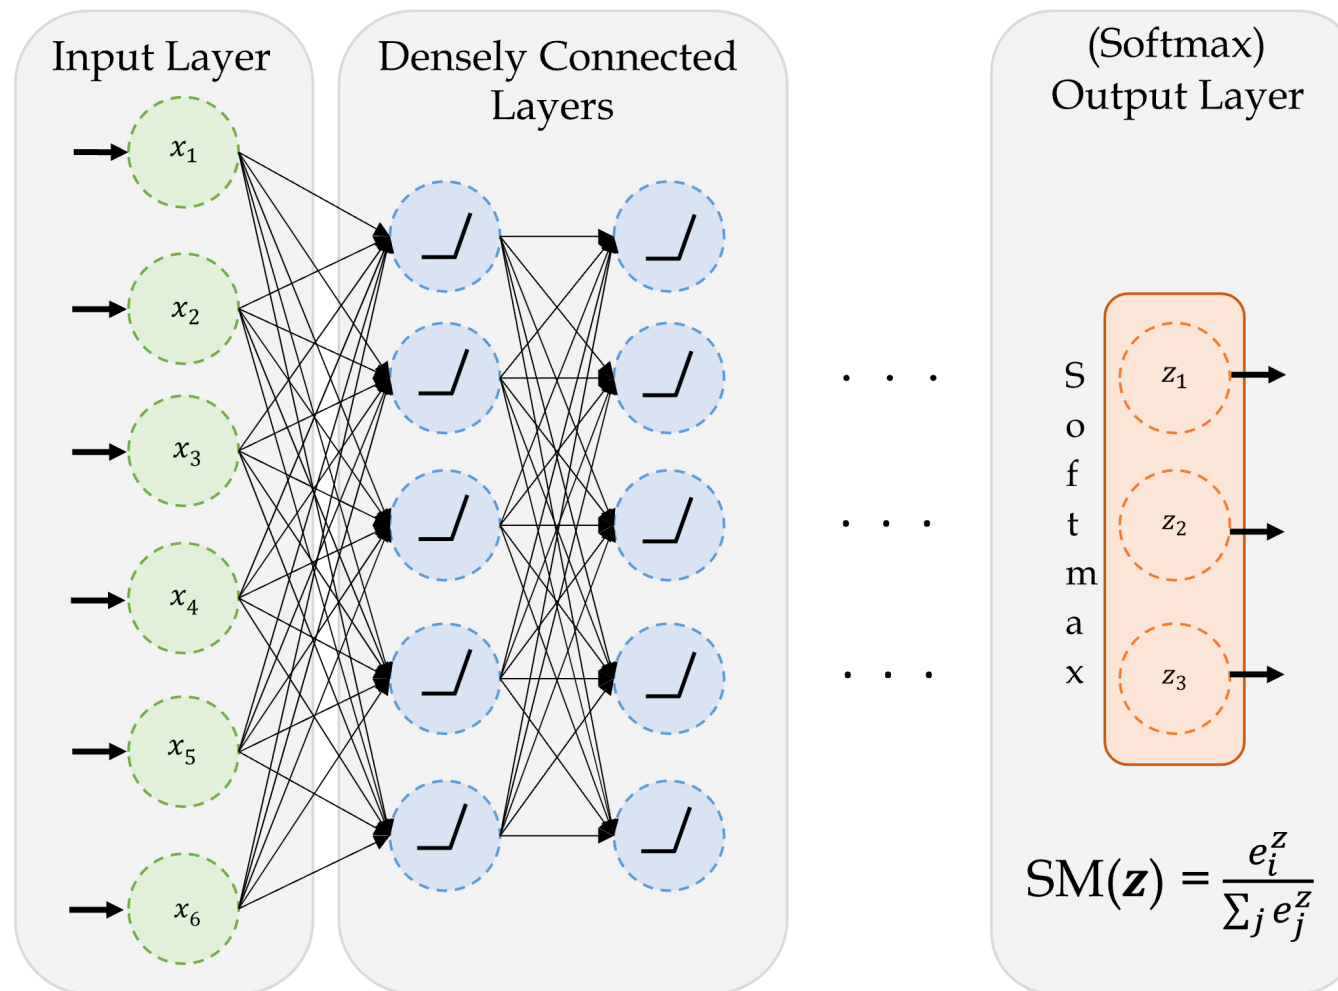 Input Layer
Densely Connected
Layers
(Softmax)
Output Layer
x₁
x₂
x₃
x₄
x₅
x₆
. . .
. . .
. . .
S
o
f
t
m
a
x
z₁
z₂
z₃
SM(z) = e_i^z / ∑_j e_j^z